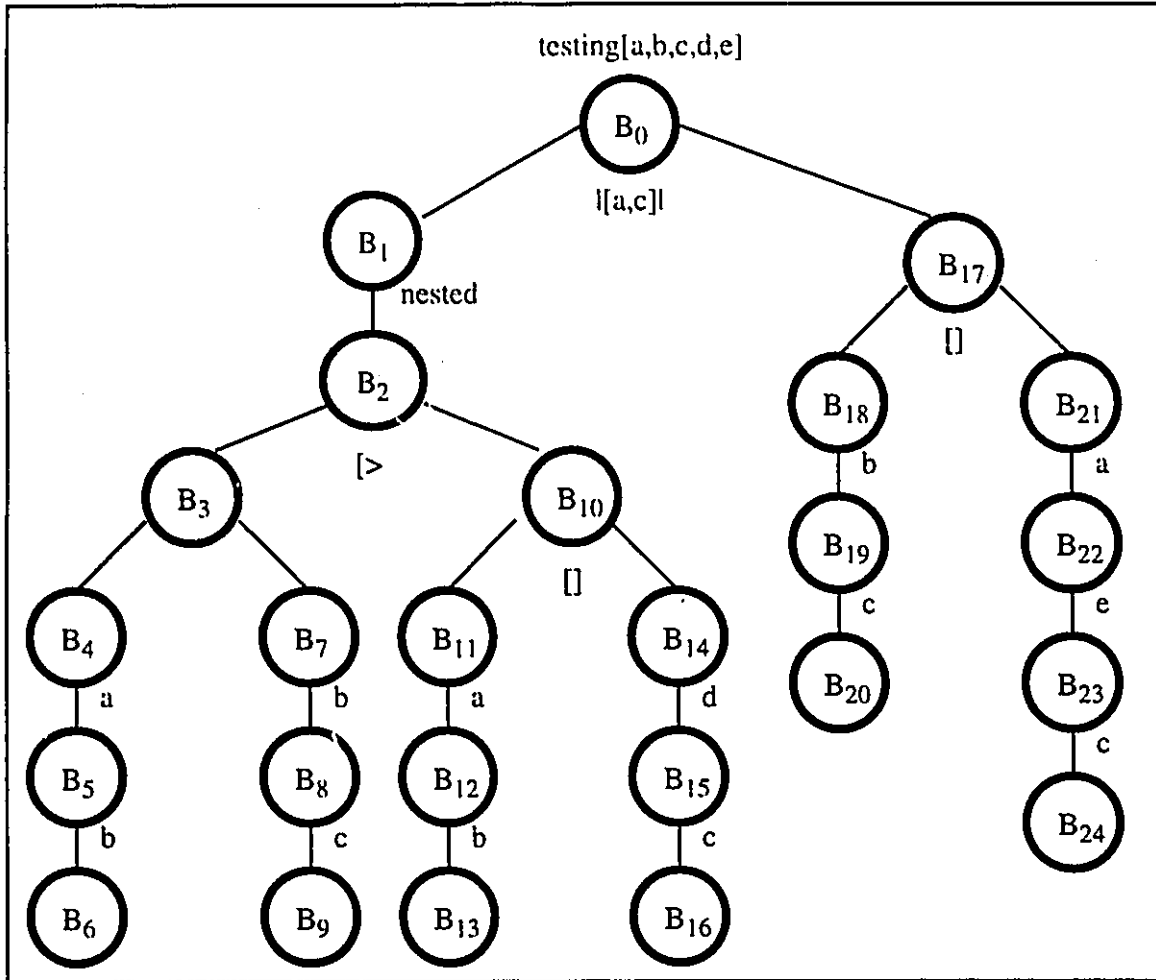 testing[a,b,c,d,e]
B0
|[a,c]|
B1
B17
nested
[]
B2
B18
B21
b
a
[>
B3
B10
B19
B22
[]
c
e
B4
B7
B11
B14
B20
B23
a
b
a
d
c
B5
B8
B12
B15
B24
b
c
b
c
B6
B9
B13
B16